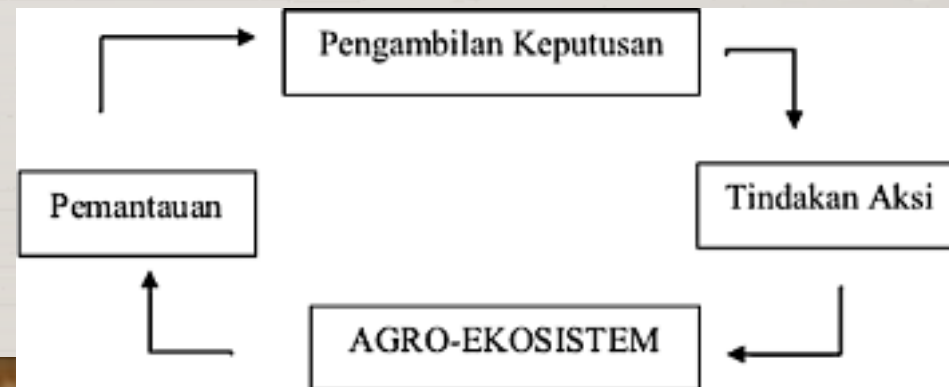 Pengambilan Keputusan
Pemantauan
Tindakan Aksi
AGRO-EKOSISTEM